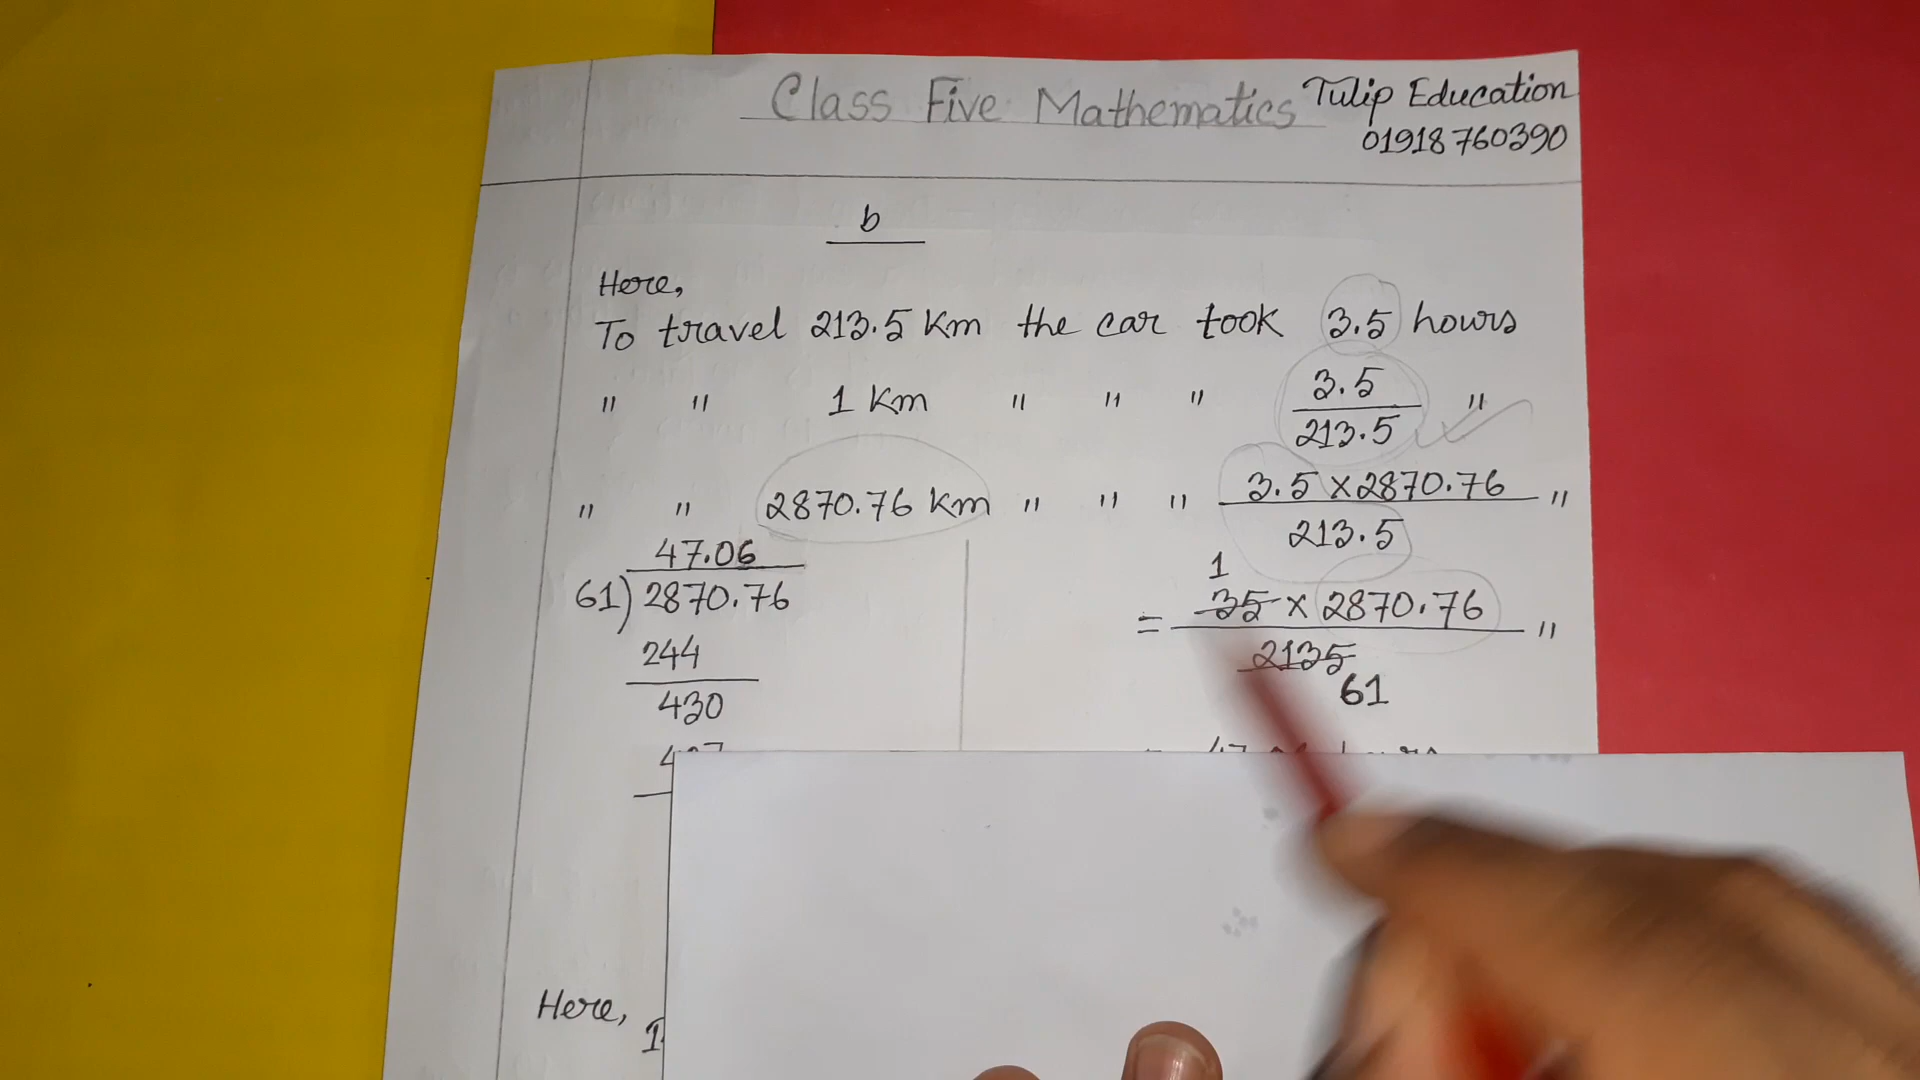 Class Five Mathematics Tulip Education
01918760390
b
Here,
To travel 213.5 Km the car took 3.5 hours
" " 1 Km " " " 3.5/213.5 "
" " 2870.76 Km " " " 3.5 × 2870.76 "
213.5
47.06
61) 2870.76
244
430
1
= 35 × 2870.76 "
2135
61
Here,